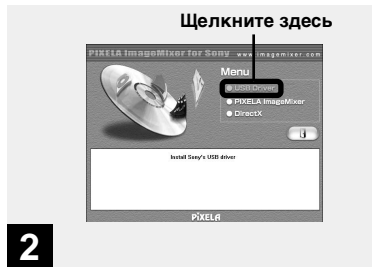 Щелкните здесь
PIXELA ImageMixer for Sony www.imagemixer.com
Menu
USB Driver
PIXELA ImageMixer
DirectX
Install Sony's USB driver
PIXELA
2